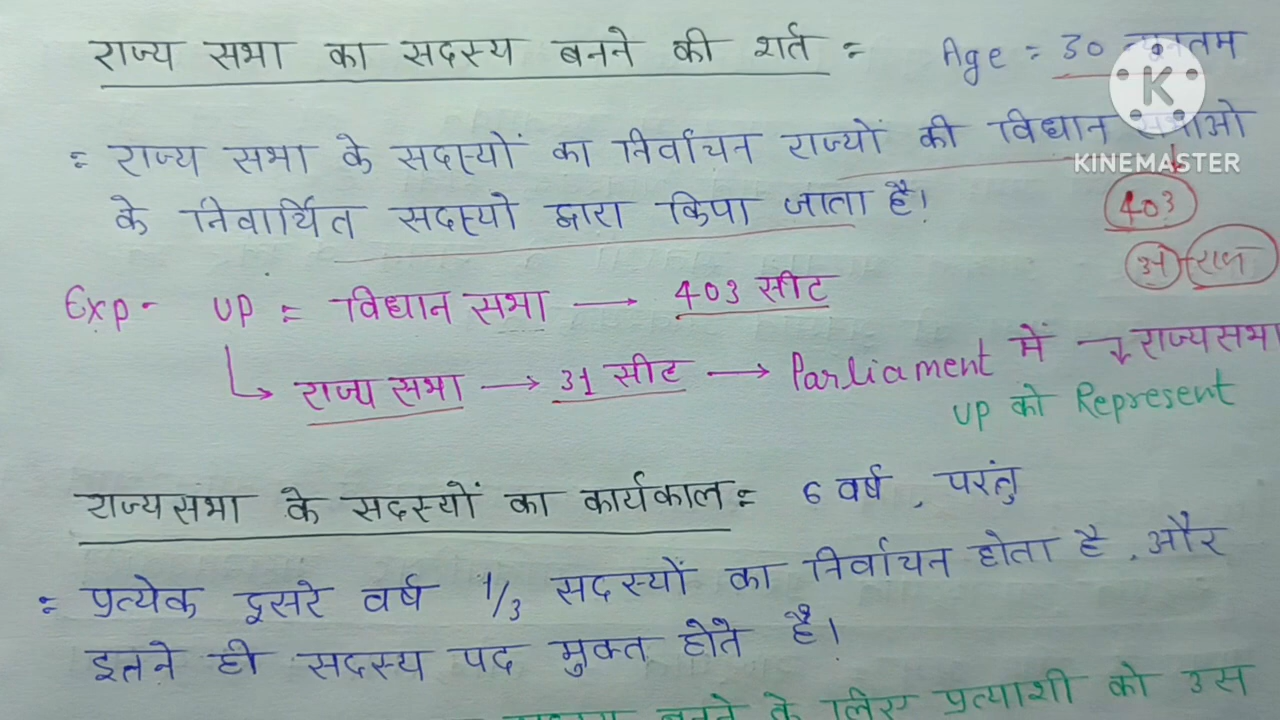 राज्य सभा का सदस्य बनने की शर्त = Age = 30
= राज्य सभा के सदस्यों का निर्वाचन राज्यों की विधान
K
KINEMASTER
के निवार्चित सदस्यो द्वारा किया जाता है।
403
31 राज्य
Exp - UP = विधान सभा → 403 सीट
↳ राज्य सभा → 31 सीट → Parliament में राज्यसभा
UP को Represent
राज्यसभा के सदस्यों का कार्यकाल = 6 वर्ष, परंतु
= प्रत्येक दूसरे वर्ष 1/3 सदस्यों का निर्वाचन होता है, और
इतने ही सदस्य पद मुक्त होते है।
बनने के लिए प्रत्याशी को उस